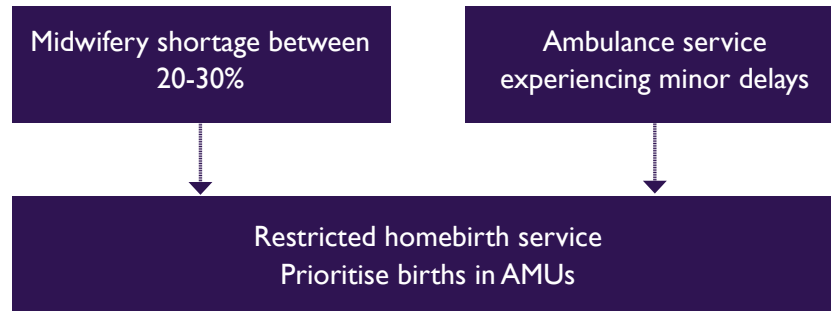 Midwifery shortage between
20-30%
Ambulance service
experiencing minor delays
Restricted homebirth service
Prioritise births in AMUs